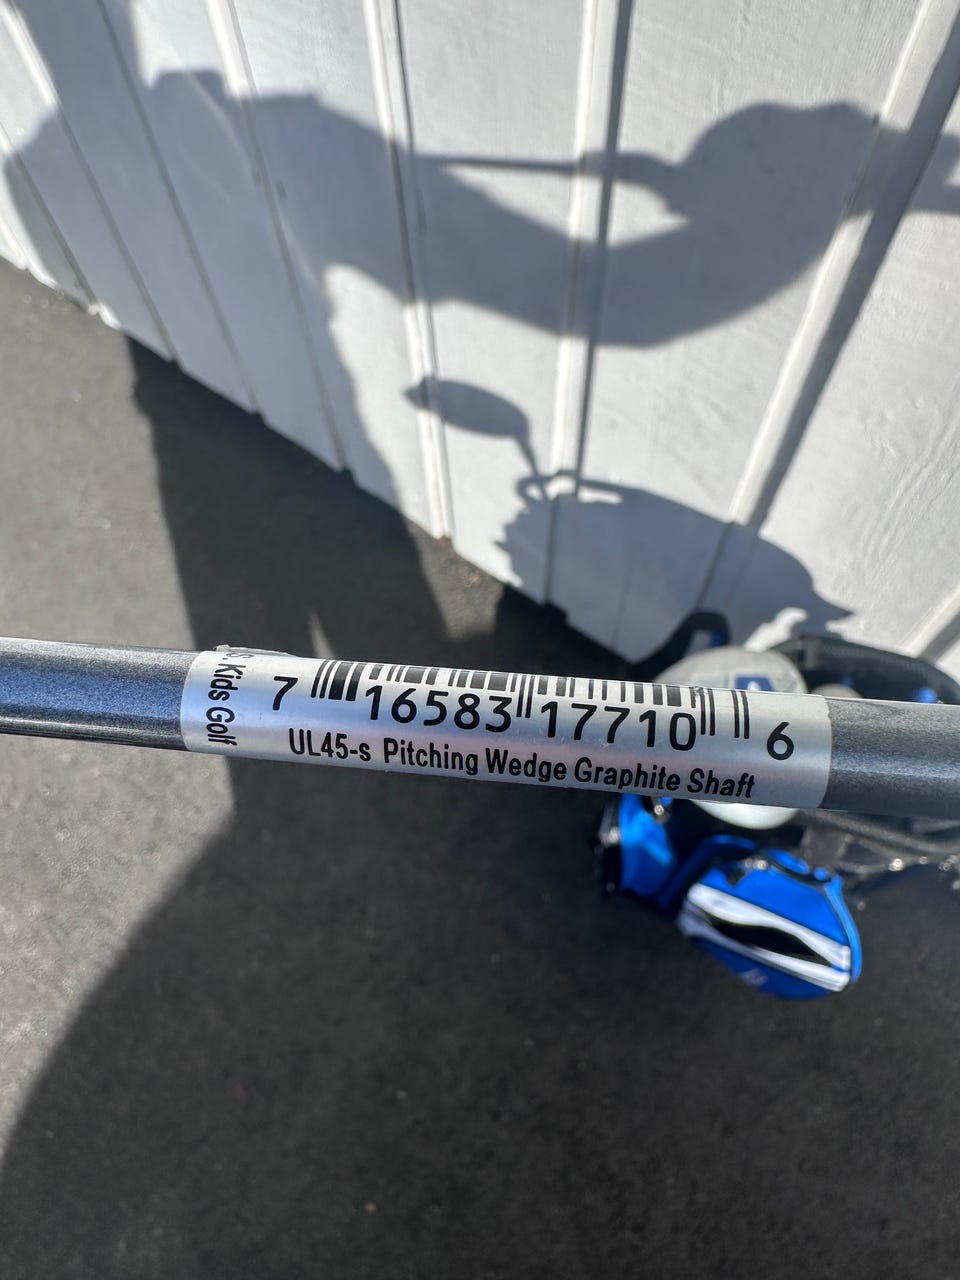 s Kids Golf
7 16583 17710 6
UL45-s Pitching Wedge Graphite Shaft